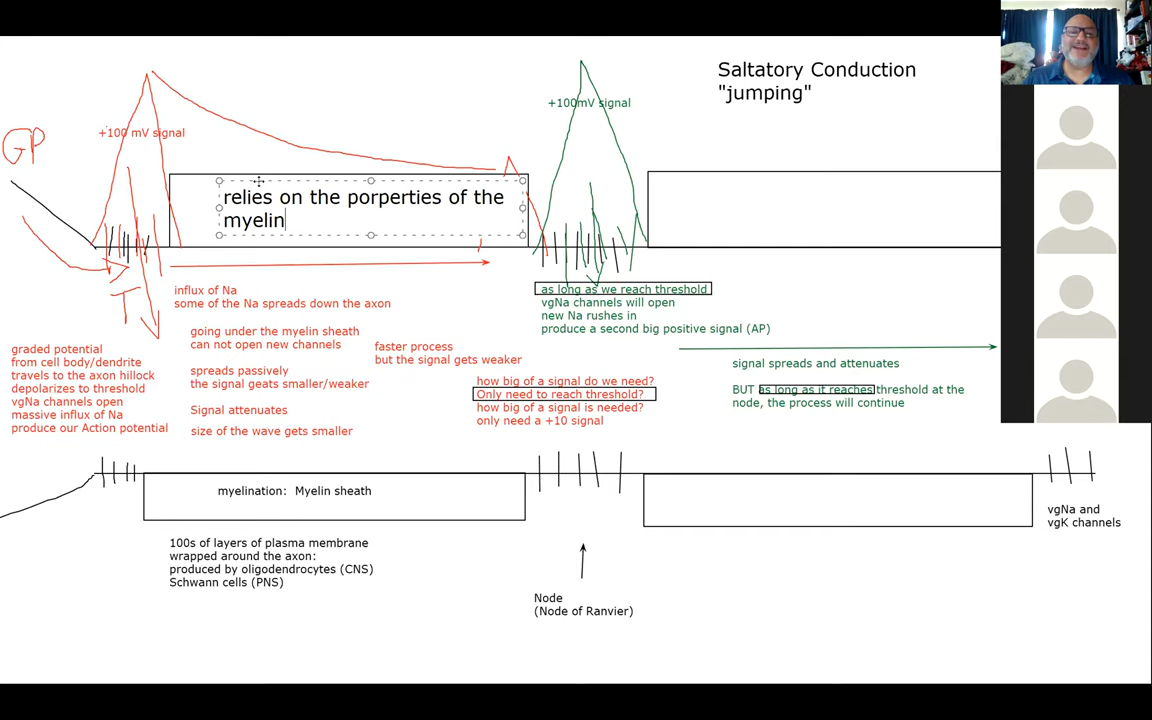 Saltatory Conduction
"jumping"
+100mV signal
+100 mV signal
GP
relies on the porperties of the
myelin
T
influx of Na
some of the Na spreads down the axon
going under the myelin sheath
can not open new channels
spreads passively
the signal geats smaller/weaker
Signal attenuates
size of the wave gets smaller
faster process
but the signal gets weaker
graded potential
from cell body/dendrite
travels to the axon hillock
depolarizes to threshold
vgNa channels open
massive influx of Na
produce our Action potential
how big of a signal do we need?
Only need to reach threshold?
how big of a signal is needed?
only need a +10 signal
as long as we reach threshold
vgNa channels will open
new Na rushes in
produce a second big positive signal (AP)
signal spreads and attenuates
BUT as long as it reaches threshold at the
node, the process will continue
myelination: Myelin sheath
100s of layers of plasma membrane
wrapped around the axon:
produced by oligodendrocytes (CNS)
Schwann cells (PNS)
Node
(Node of Ranvier)
vgNa and
vgK channels